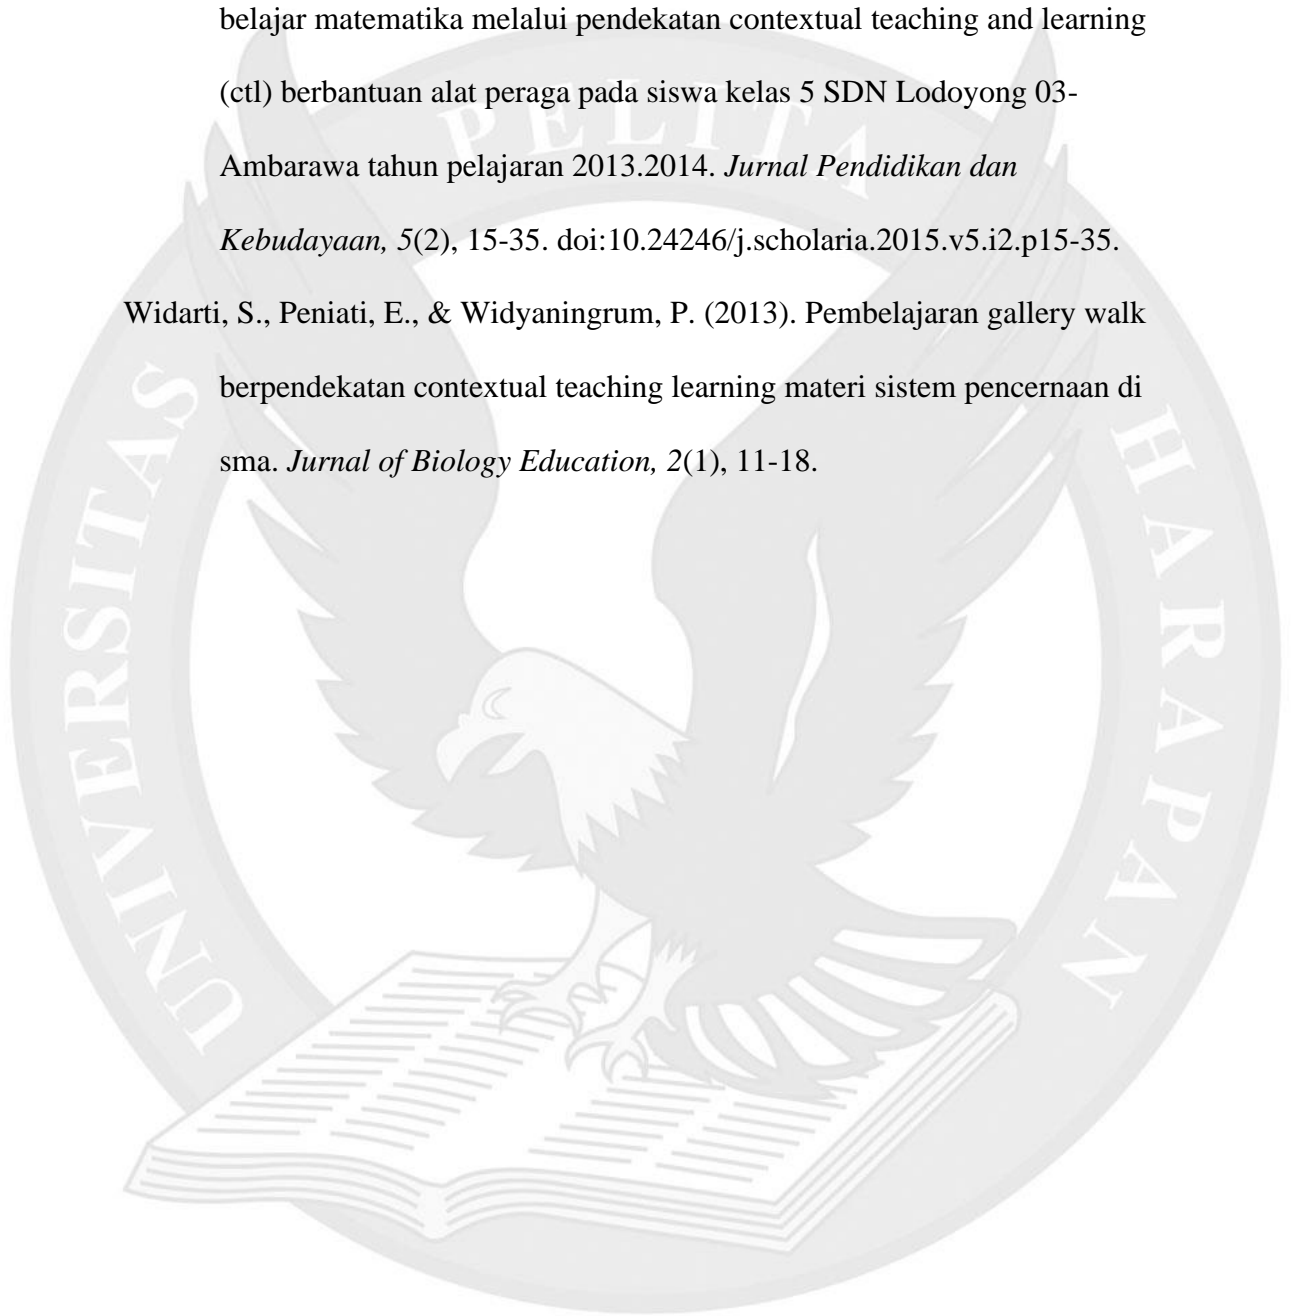 belajar matematika melalui pendekatan contextual teaching and learning
(ctl) berbantuan alat peraga pada siswa kelas 5 SDN Lodoyong 03-
Ambarawa tahun pelajaran 2013.2014. Jurnal Pendidikan dan
Kebudayaan, 5(2), 15-35. doi:10.24246/j.scholaria.2015.v5.i2.p15-35.
Widarti, S., Peniati, E., & Widyaningrum, P. (2013). Pembelajaran gallery walk
berpendekatan contextual teaching learning materi sistem pencernaan di
sma. Jurnal of Biology Education, 2(1), 11-18.
UNIVERSITAS
PELITA
HARAPAN